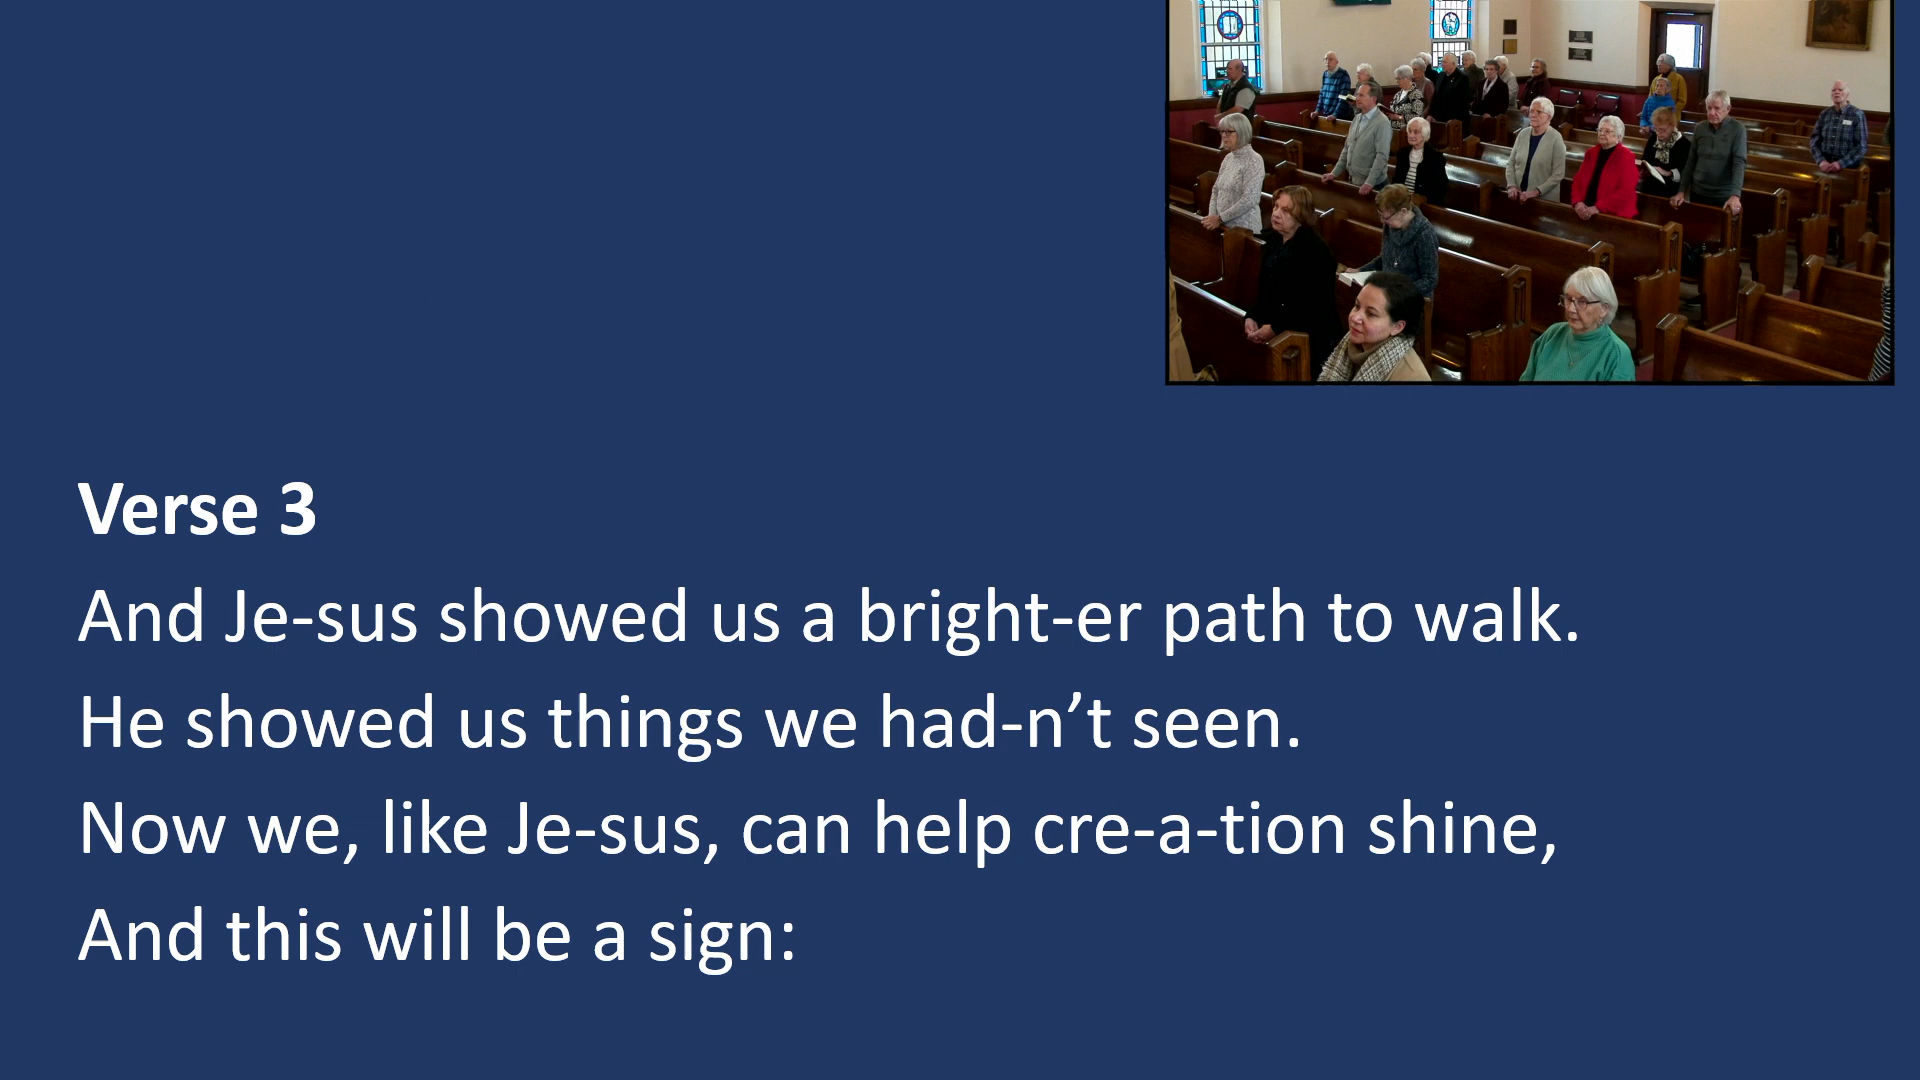 Verse 3
And Je-sus showed us a bright-er path to walk.
He showed us things we had-n’t seen.
Now we, like Je-sus, can help cre-a-tion shine,
And this will be a sign: